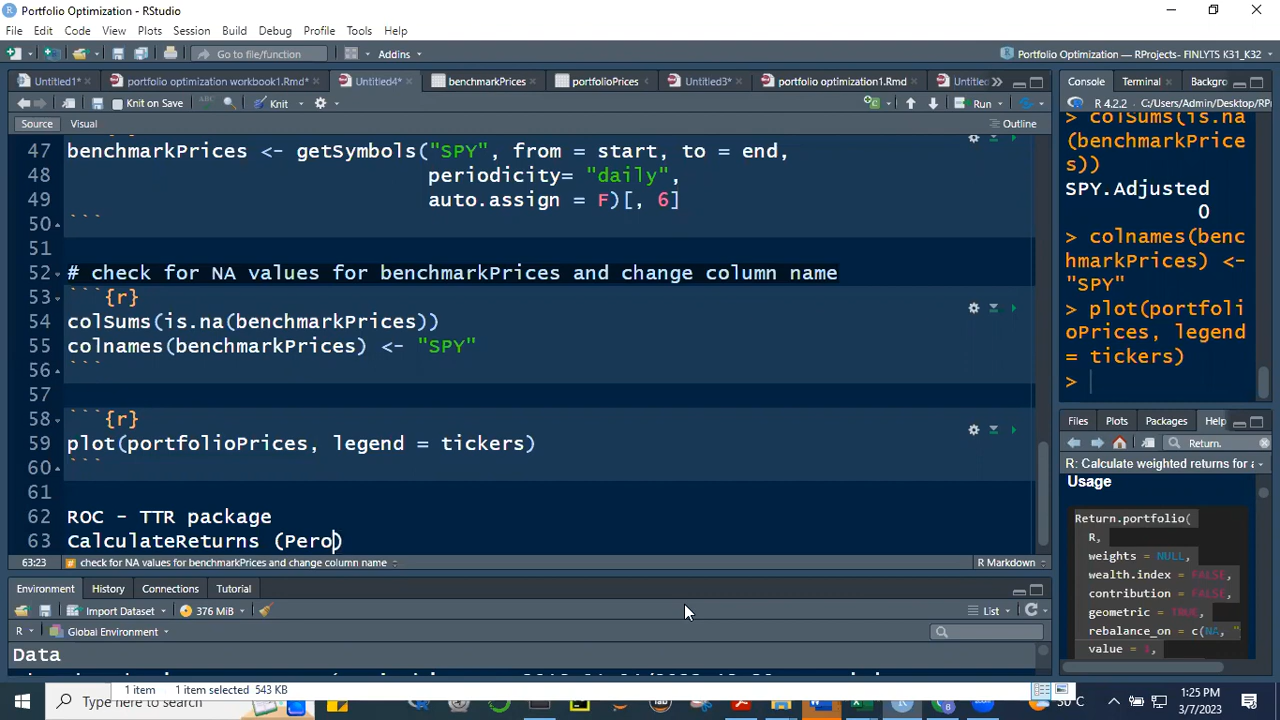 Portfolio Optimization - RStudio
File Edit Code View Plots Session Build Debug Profile Tools Help
Go to file/function Addins Portfolio Optimization — RProjects- FINLYTS K31_K32
Untitled1* portfolio optimization workbook1.Rmd* Untitled4* benchmarkPrices portfolioPrices Untitled3* portfolio optimization1.Rmd Untitled
Knit on Save ABC Knit Run
Source Visual Outline
47 benchmarkPrices <- getSymbols("SPY", from = start, to = end,
48 periodicity= "daily",
49 auto.assign = F)[, 6]
50 ```
51
52 # check for NA values for benchmarkPrices and change column name
53 ```{r}
54 colSums(is.na(benchmarkPrices))
55 colnames(benchmarkPrices) <- "SPY"
56 ```
57
58 ```{r}
59 plot(portfolioPrices, legend = tickers)
60 ```
61
62 ROC - TTR package
63 CalculateReturns (Pero)
63:23 # check for NA values for benchmarkPrices and change column name R Markdown
Environment History Connections Tutorial
Import Dataset 376 MiB List
R Global Environment
Data
Console Terminal Backgro
R 4.2.2 C:/Users/Admin/Desktop/RP
> colSums(is.na
(benchmarkPrice
s))
SPY.Adjusted
0
> colnames(benc
hmarkPrices) <-
"SPY"
> plot(portfoli
oPrices, legend
= tickers)
>
Files Plots Packages Help
Return.
R: Calculate weighted returns for a
Usage
Return.portfolio(
R,
weights = NULL,
wealth.index = FALSE,
contribution = FALSE,
geometric = TRUE,
rebalance_on = c(NA, "
value = 1,
1 item 1 item selected 543 KB
Type here to search 30°C 1:25 PM
3/7/2023